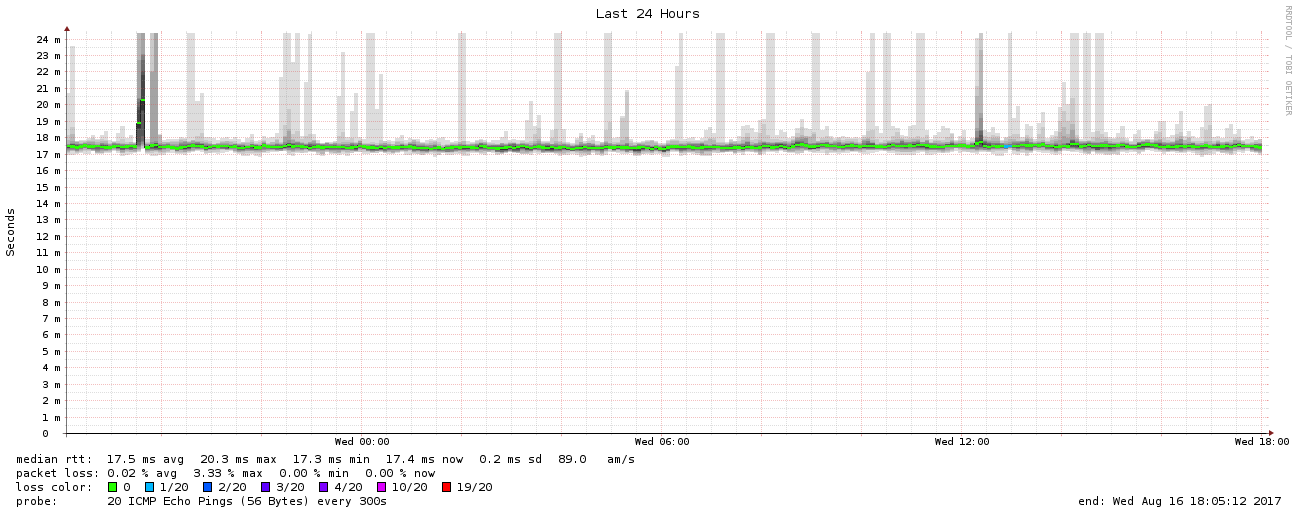 Last 24 Hours
RRDTOOL / TOBI OETIKER
Seconds
24 m
23 m
22 m
21 m
20 m
19 m
18 m
17 m
16 m
15 m
14 m
13 m
12 m
11 m
10 m
9 m
8 m
7 m
6 m
5 m
4 m
3 m
2 m
1 m
0
Wed 00:00 Wed 06:00 Wed 12:00 Wed 18:00
median rtt: 17.5 ms avg 20.3 ms max 17.3 ms min 17.4 ms now 0.2 ms sd 89.0 am/s
packet loss: 0.02 % avg 3.33 % max 0.00 % min 0.00 % now
loss color: 0 1/20 2/20 3/20 4/20 10/20 19/20
probe: 20 ICMP Echo Pings (56 Bytes) every 300s end: Wed Aug 16 18:05:12 2017